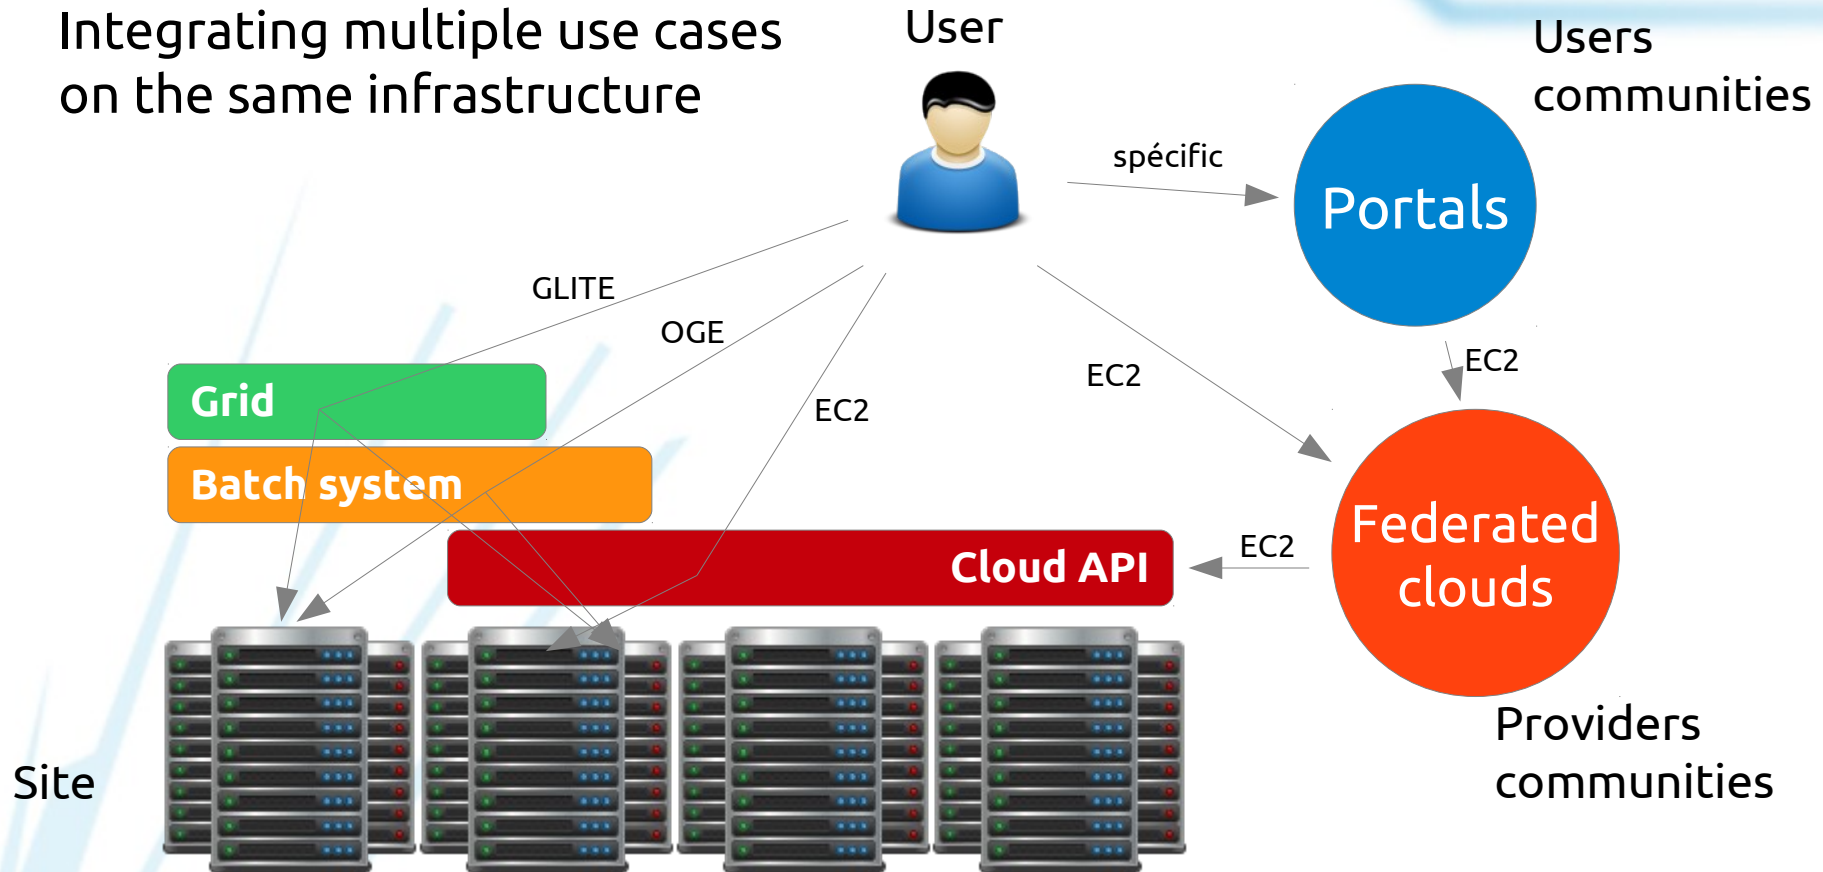 Integrating multiple use cases
on the same infrastructure
User
Users
communities
spécific
Portals
GLITE
OGE
EC2
EC2
EC2
Grid
Batch system
Cloud API
EC2
Federated
clouds
Providers
communities
Site